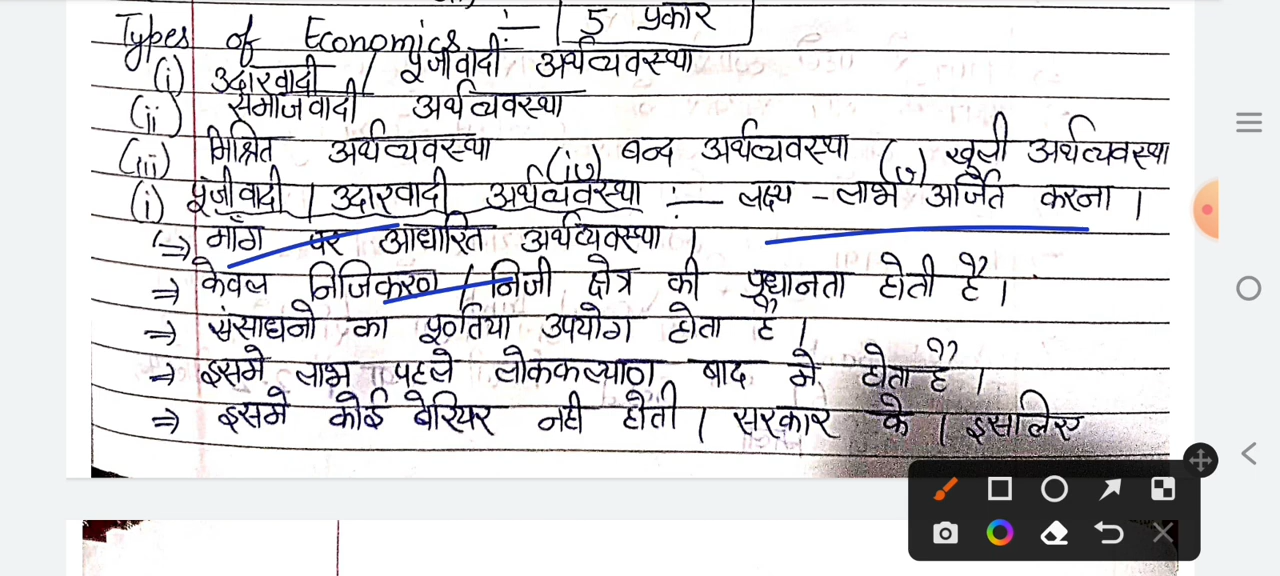 Types of Economics :- 5 प्रकार
(i) उदारवादी / पूंजीवादी अर्थव्यवस्था
(ii) समाजवादी अर्थव्यवस्था
(iii) मिश्रित अर्थव्यवस्था (iv) बन्द अर्थव्यवस्था (v) खुली अर्थव्यवस्था
(i) पूंजीवादी / उदारवादी अर्थव्यवस्था :- लक्ष्य - लाभ अर्जित करना।
↳ माँग पर आधारित अर्थव्यवस्था।
⇒ केवल निजिकरण / निजी क्षेत्र की प्रधानता होती है।
⇒ संसाधनो का पूर्णतया उपयोग होता है।
⇒ इसमे लाभ पहले लोककल्याण बाद मे होता है।
⇒ इसमे कोई बेरियर नही होती। सरकार के। इसलिए